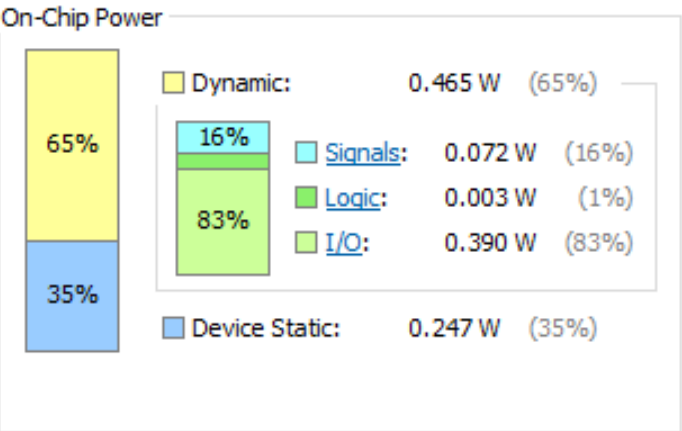 On-Chip Power
65%
35%
Dynamic: 0.465 W (65%)
16%
83%
Signals: 0.072 W (16%)
Logic: 0.003 W (1%)
I/O: 0.390 W (83%)
Device Static: 0.247 W (35%)